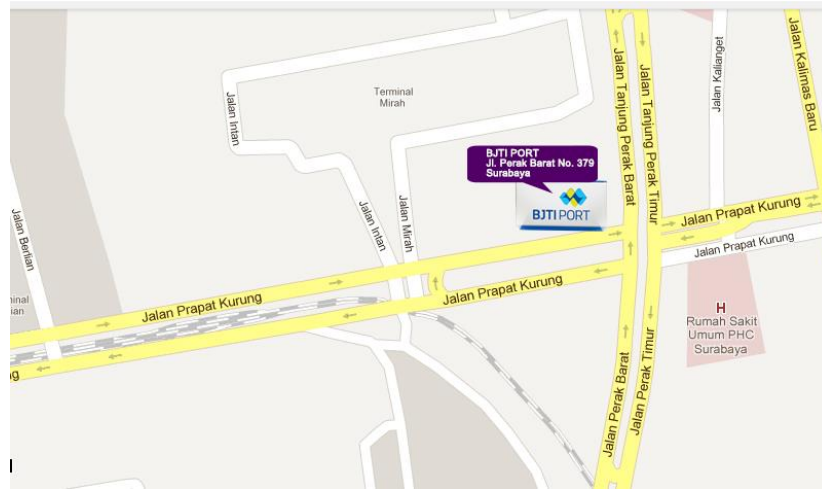 Jalan Intan
Terminal
Mirah
Jalan Tanjung Perak Barat
Jalan Tanjung Perak Timur
Jalan Kalianget
Jalan Kalimas Baru
BJTI PORT
Jl. Perak Barat No. 379
Surabaya
BJTI PORT
Jalan Berlian
Jalan Intan
Jalan Mirah
Jalan Prapat Kurung
Jalan Prapat Kurung
Jalan Prapat Kurung
Jalan Prapat Kurung
H
Rumah Sakit
Umum PHC
Surabaya
Jalan Perak Barat
Jalan Perak Timur